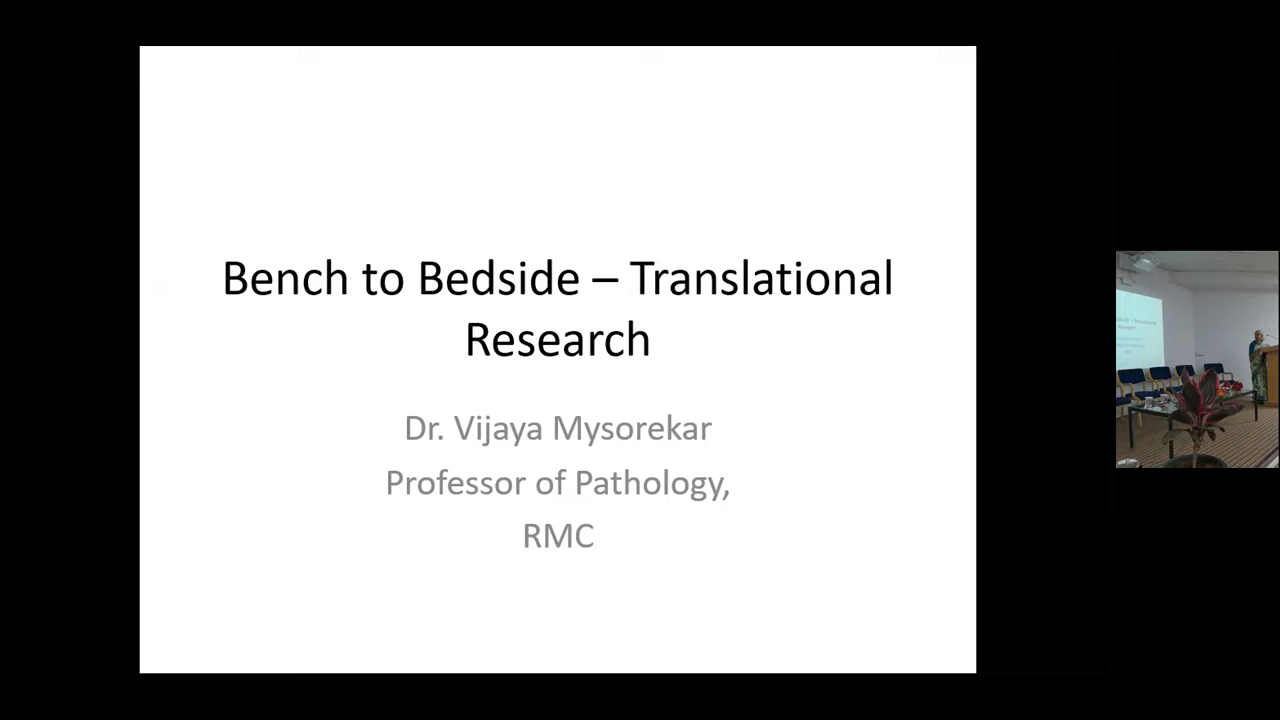 Bench to Bedside – Translational
Research
Dr. Vijaya Mysorekar
Professor of Pathology,
RMC